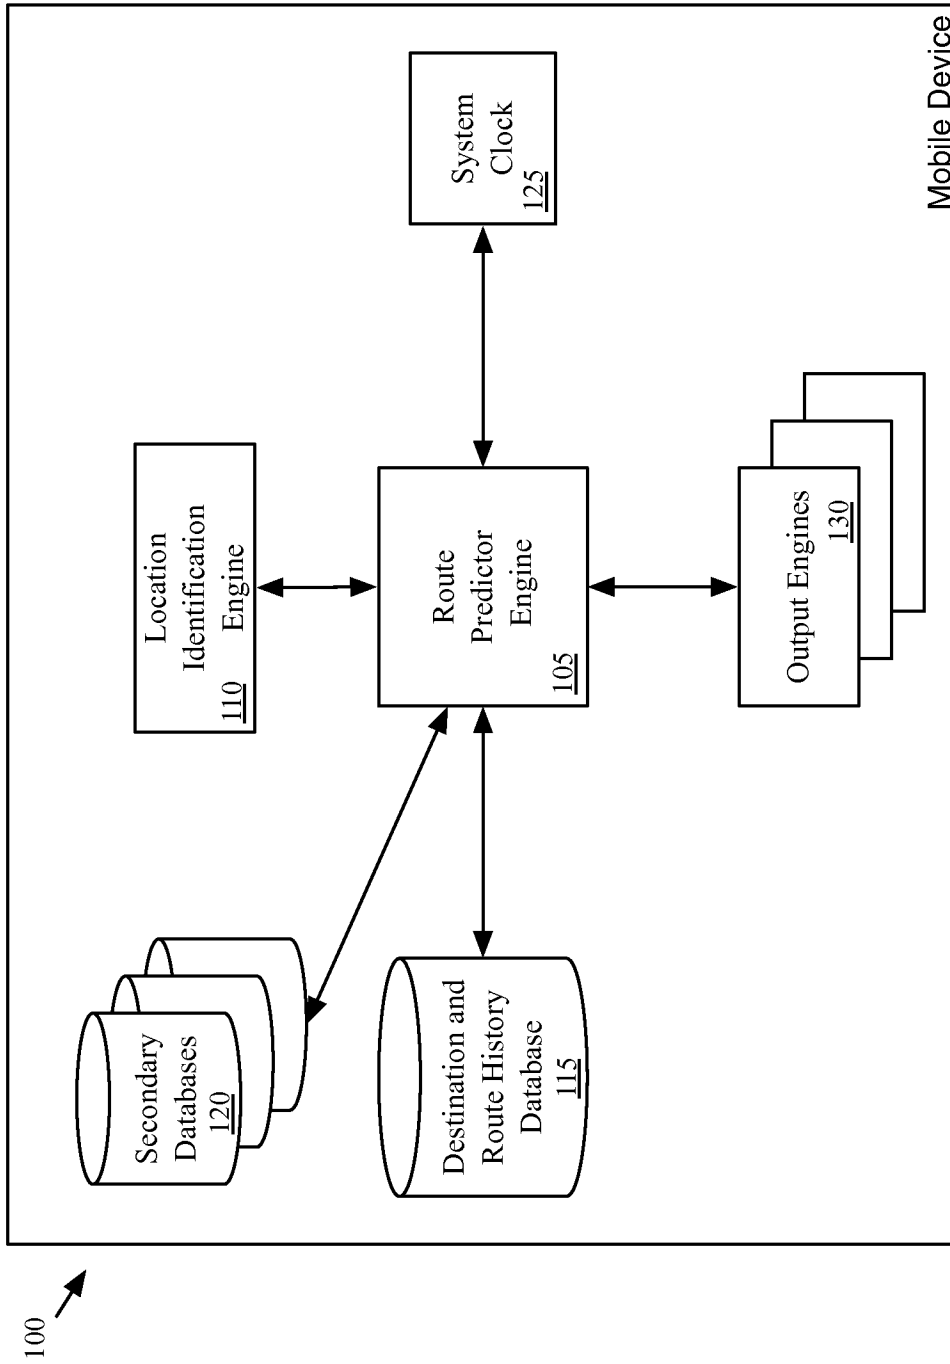 100
Secondary
Databases
120
Location
Identification
Engine
110
Destination and
Route History
Database
115
Route
Predictor
Engine
105
System
Clock
125
Output Engines
130
Mobile Device